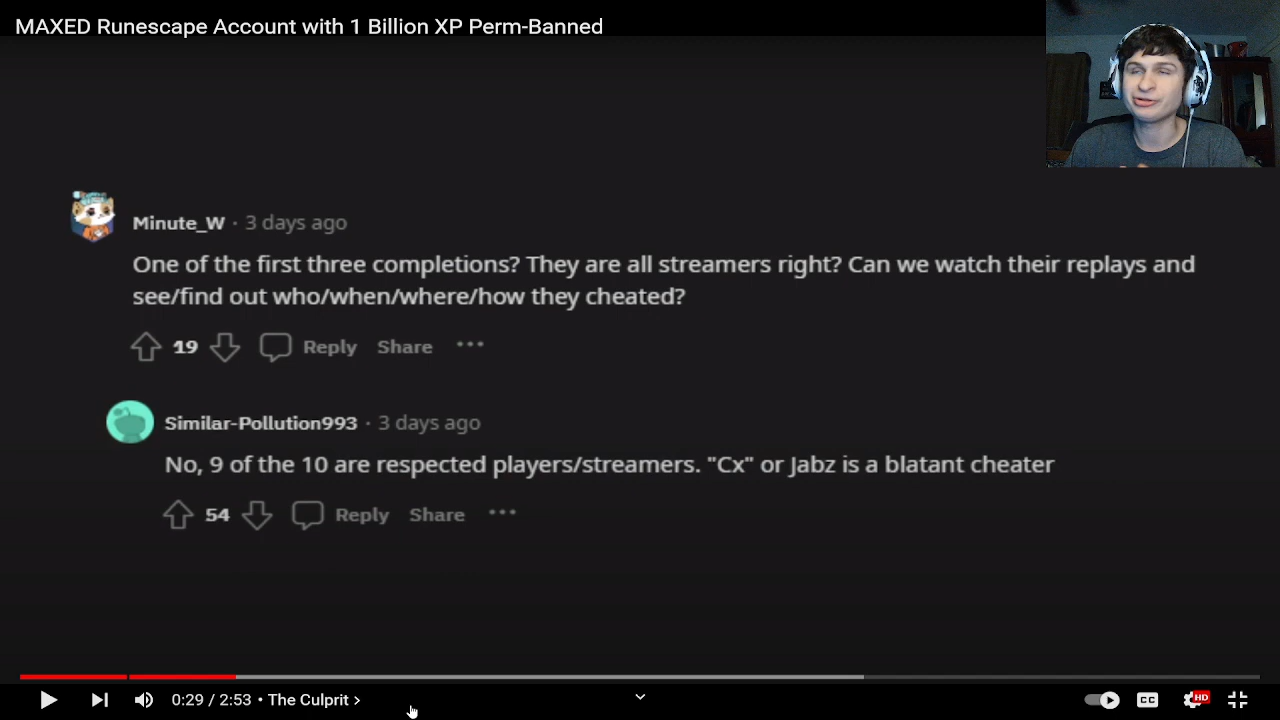 MAXED Runescape Account with 1 Billion XP Perm-Banned
Minute_W · 3 days ago
One of the first three completions? They are all streamers right? Can we watch their replays and
see/find out who/when/where/how they cheated?
19 Reply Share ···
Similar-Pollution993 · 3 days ago
No, 9 of the 10 are respected players/streamers. "Cx" or Jabz is a blatant cheater
54 Reply Share ···
0:29 / 2:53 • The Culprit ›
CC
HD